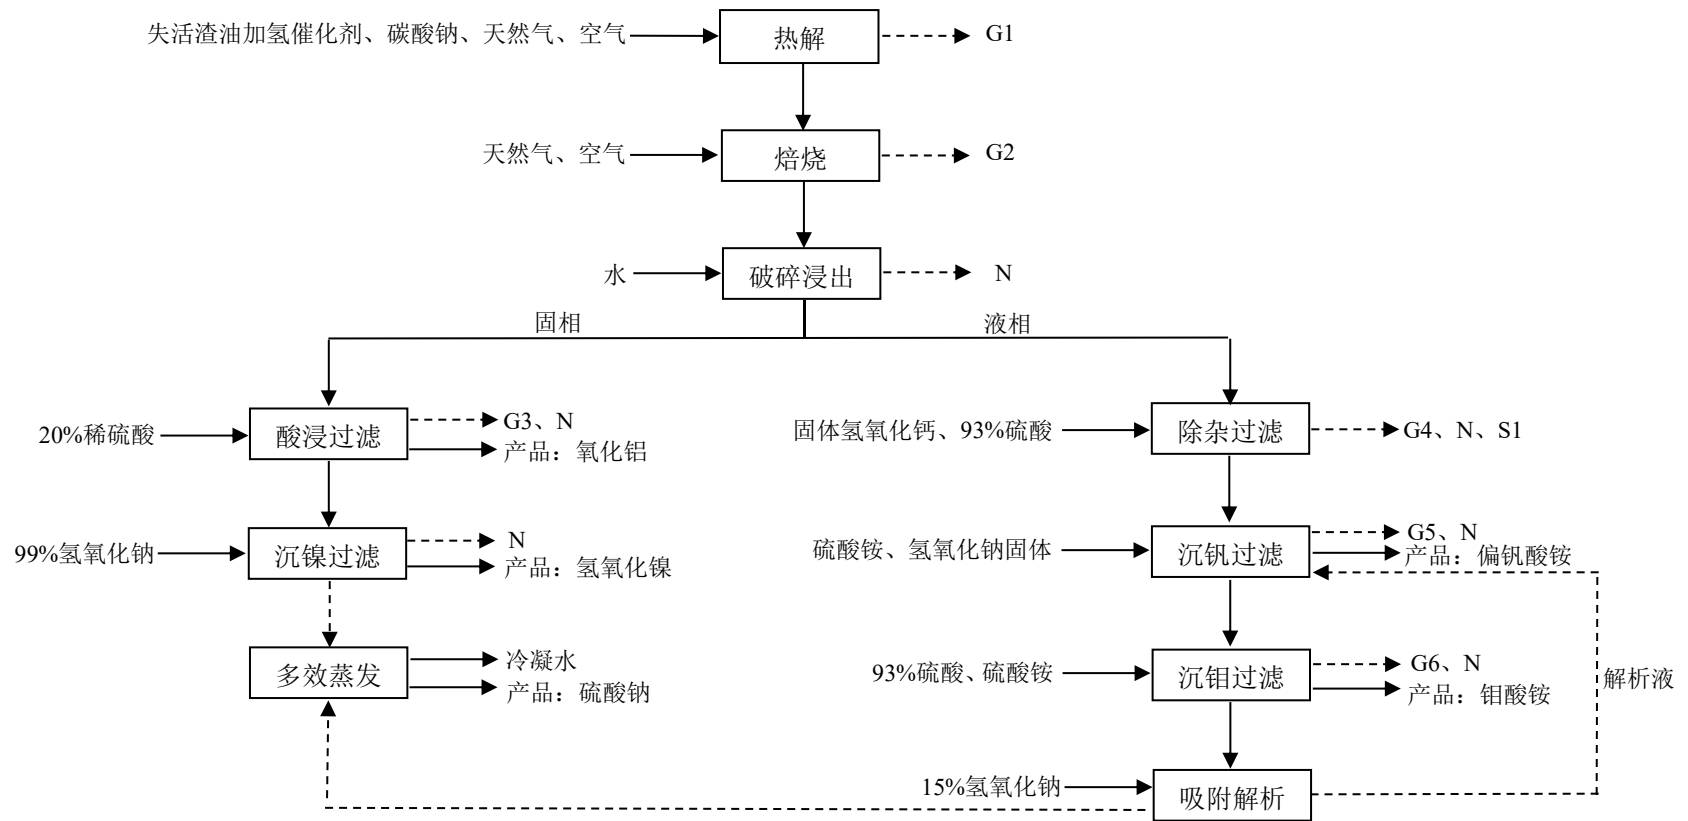 失活渣油加氢催化剂、碳酸钠、天然气、空气
热解
G1
天然气、空气
焙烧
G2
水
破碎浸出
N
固相
液相
20%稀硫酸
酸浸过滤
G3、N
产品：氧化铝
固体氢氧化钙、93%硫酸
除杂过滤
G4、N、S1
99%氢氧化钠
沉镍过滤
N
产品：氢氧化镍
硫酸铵、氢氧化钠固体
沉钒过滤
G5、N
产品：偏钒酸铵
多效蒸发
冷凝水
产品：硫酸钠
93%硫酸、硫酸铵
沉钼过滤
G6、N
产品：钼酸铵
解析液
15%氢氧化钠
吸附解析